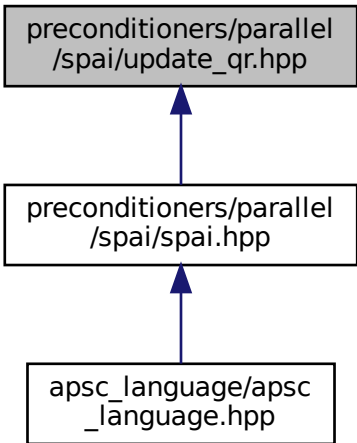 preconditioners/parallel
/spai/update_qr.hpp
preconditioners/parallel
/spai/spai.hpp
apsc_language/apsc
_language.hpp